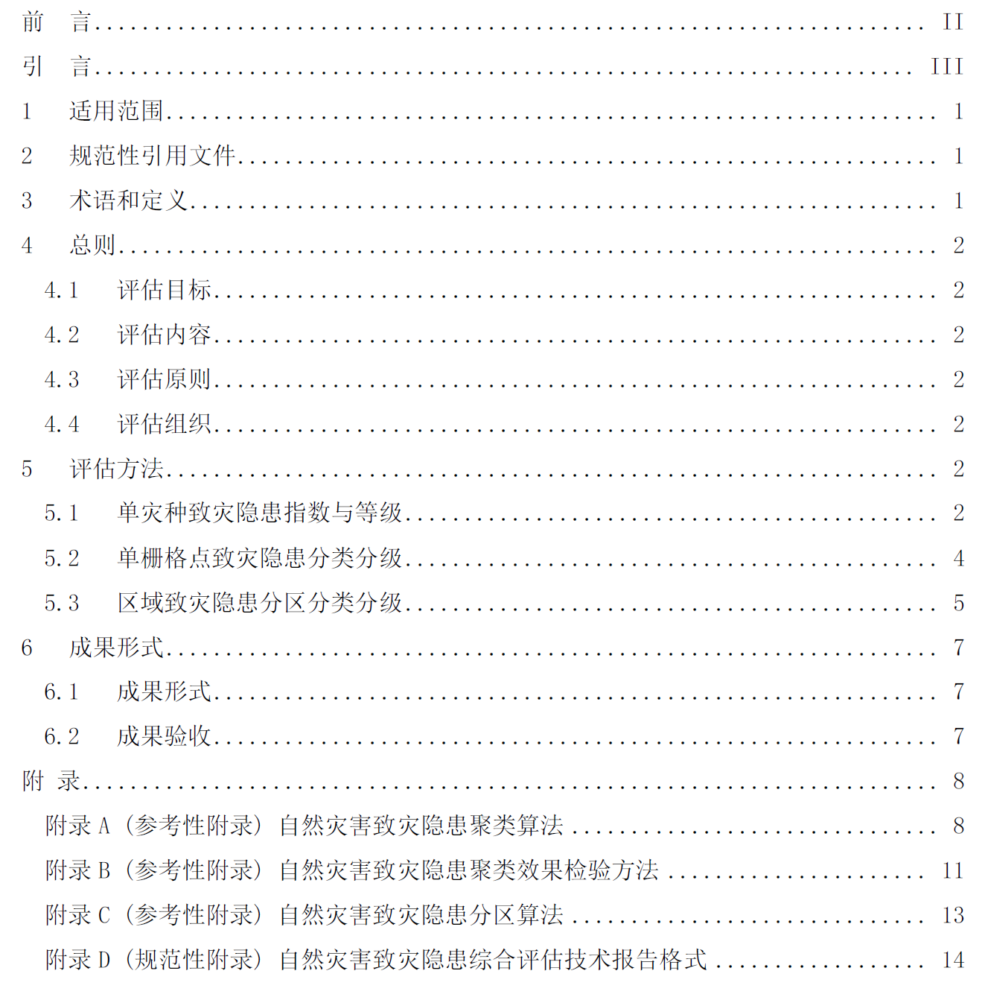 前  言...................................................................... II
引  言..................................................................... III
1  适用范围................................................................. 1
2  规范性引用文件........................................................... 1
3  术语和定义............................................................... 1
4  总则..................................................................... 2
4.1  评估目标............................................................. 2
4.2  评估内容............................................................. 2
4.3  评估原则............................................................. 2
4.4  评估组织............................................................. 2
5  评估方法................................................................. 2
5.1  单灾种致灾隐患指数与等级............................................. 2
5.2  单栅格点致灾隐患分类分级............................................. 4
5.3  区域致灾隐患分区分类分级............................................. 5
6  成果形式................................................................. 7
6.1  成果形式............................................................. 7
6.2  成果验收............................................................. 7
附 录........................................................................ 8
附录 A (参考性附录) 自然灾害致灾隐患聚类算法 ............................... 8
附录 B (参考性附录) 自然灾害致灾隐患聚类效果检验方法 ...................... 11
附录 C (参考性附录) 自然灾害致灾隐患分区算法 .............................. 13
附录 D (规范性附录) 自然灾害致灾隐患综合评估技术报告格式 .................. 14